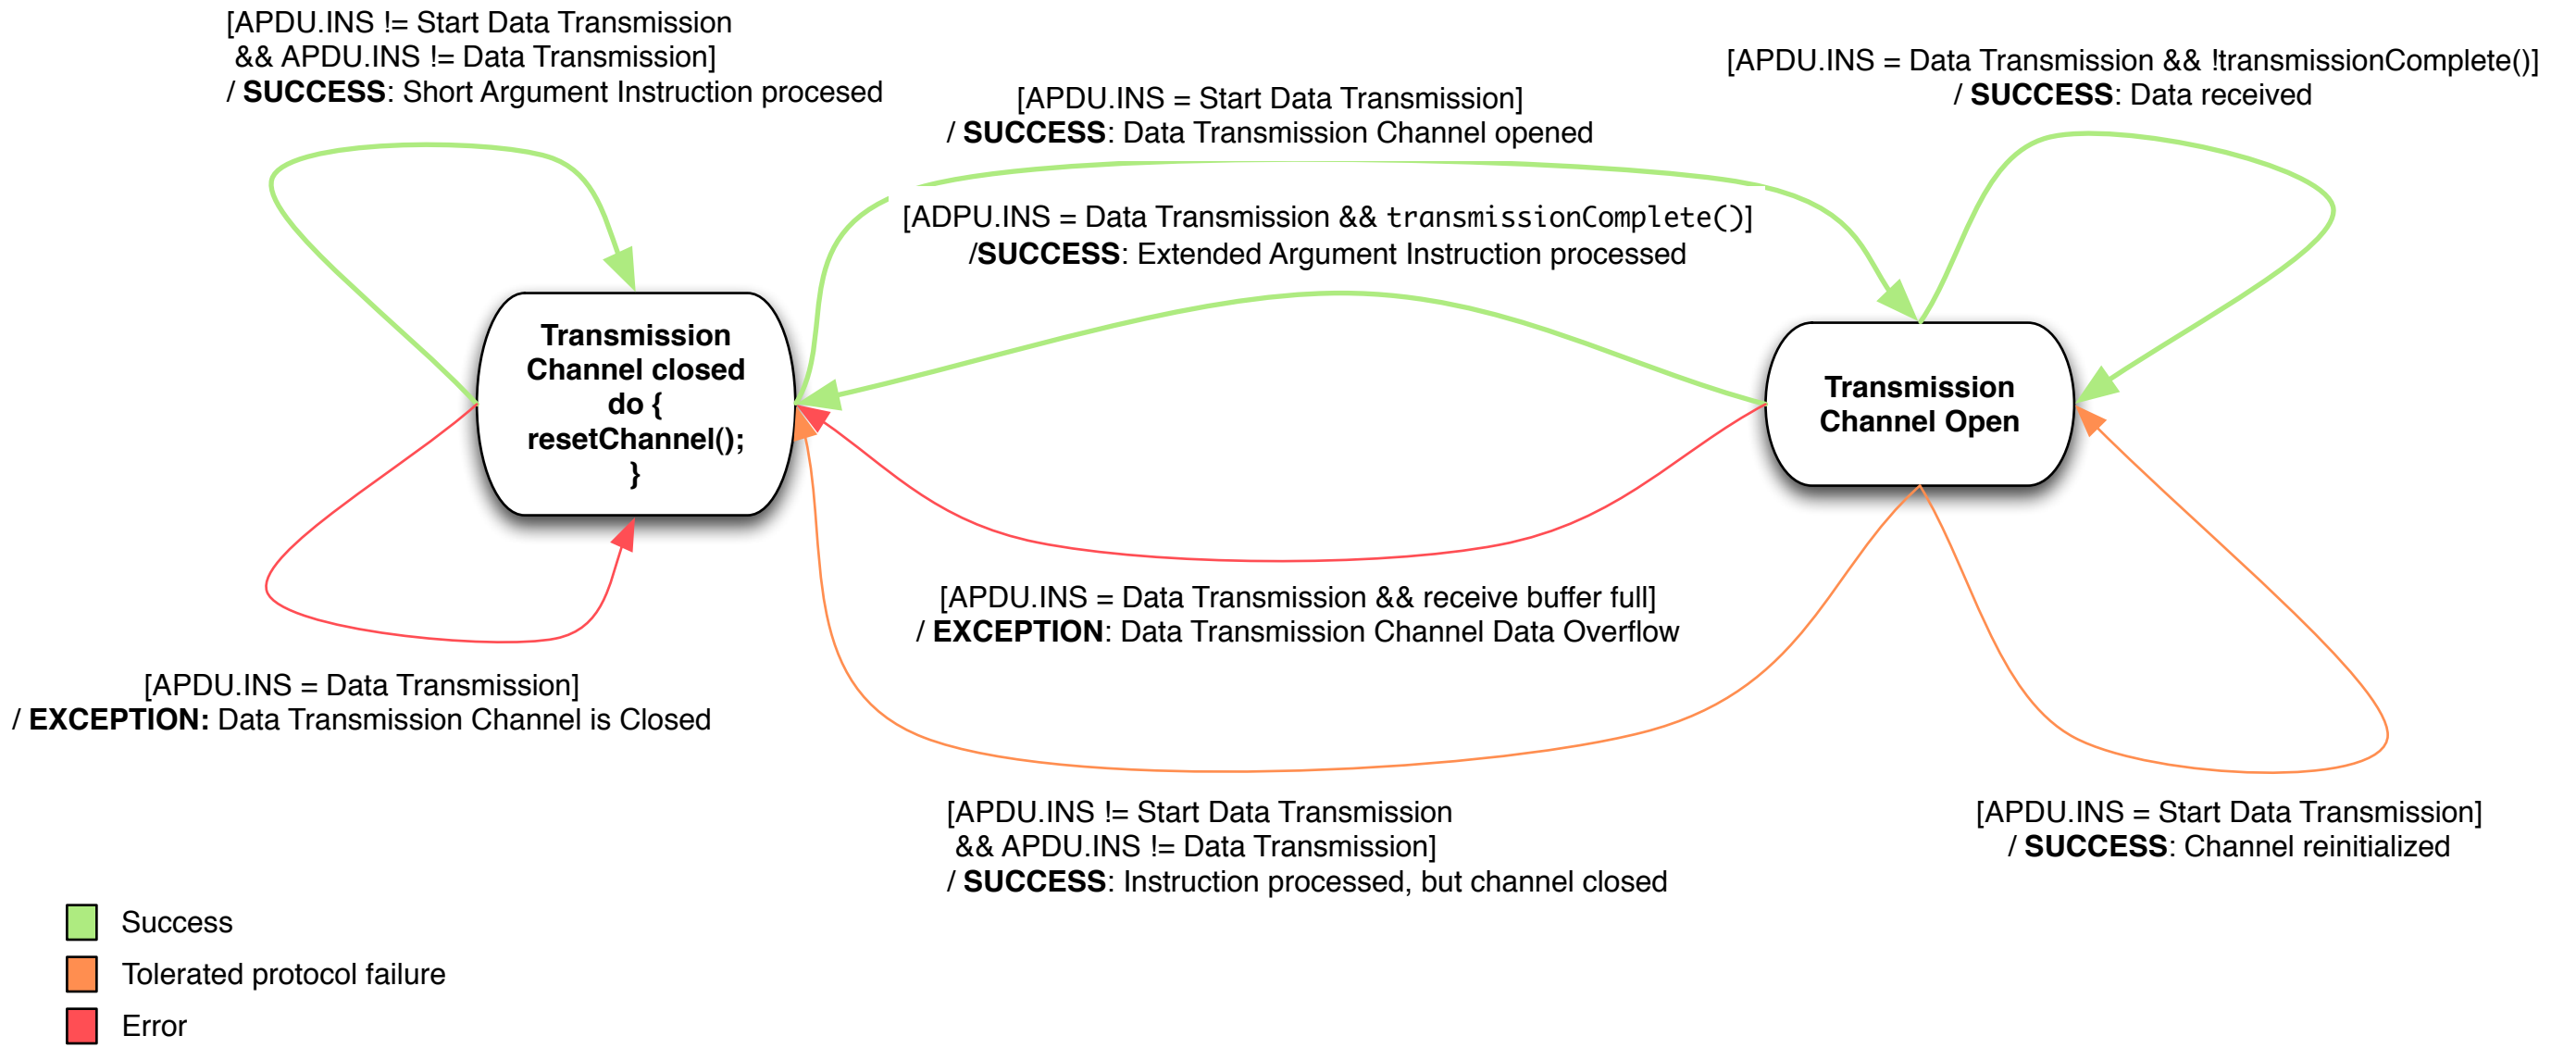 [APDU.INS != Start Data Transmission
&& APDU.INS != Data Transmission]
/ SUCCESS: Short Argument Instruction procesed
[APDU.INS = Start Data Transmission]
/ SUCCESS: Data Transmission Channel opened
[APDU.INS = Data Transmission && !transmissionComplete()]
/ SUCCESS: Data received
[ADPU.INS = Data Transmission && transmissionComplete()]
/SUCCESS: Extended Argument Instruction processed
Transmission
Channel closed
do {
resetChannel();
}
Transmission
Channel Open
[APDU.INS = Data Transmission && receive buffer full]
/ EXCEPTION: Data Transmission Channel Data Overflow
[APDU.INS = Data Transmission]
/ EXCEPTION: Data Transmission Channel is Closed
[APDU.INS != Start Data Transmission
&& APDU.INS != Data Transmission]
/ SUCCESS: Instruction processed, but channel closed
[APDU.INS = Start Data Transmission]
/ SUCCESS: Channel reinitialized
Success
Tolerated protocol failure
Error